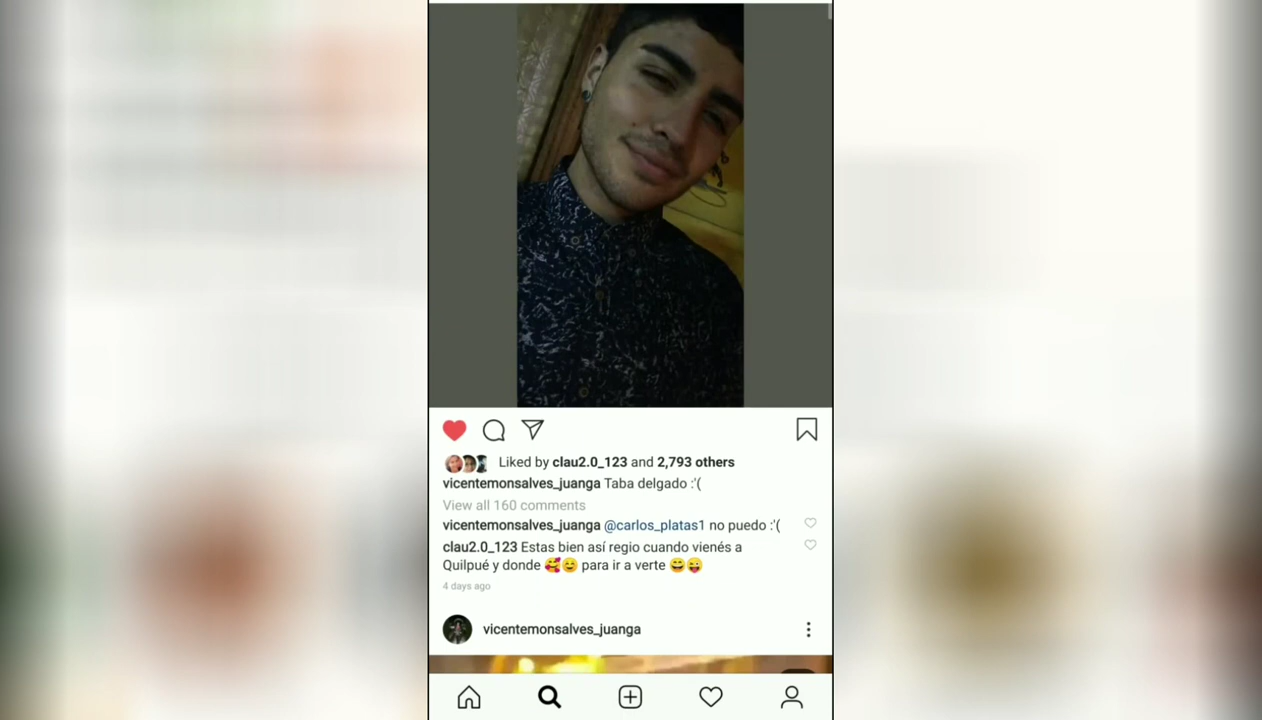 Liked by clau2.0_123 and 2,793 others
vicentemonsalves_juanga Taba delgado :'(
View all 160 comments
vicentemonsalves_juanga @carlos_platas1 no puedo :'(
clau2.0_123 Estas bien así regio cuando vienés a
Quilpué y donde 🥰☺️ para ir a verte 😄😜
4 days ago
vicentemonsalves_juanga